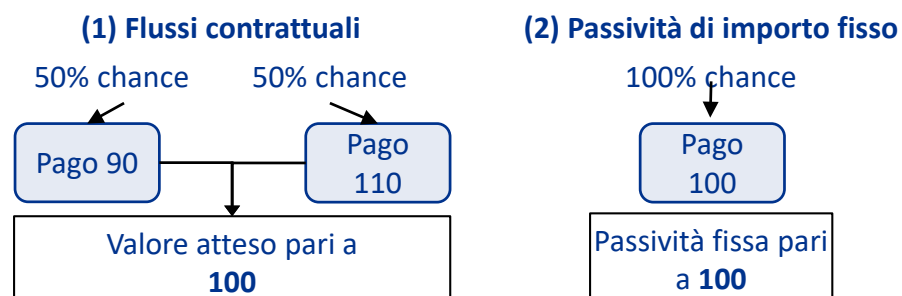 (1) Flussi contrattuali
50% chance
50% chance
Pago 90
Pago
110
Valore atteso pari a
100
(2) Passività di importo fisso
100% chance
Pago
100
Passività fissa pari
a 100